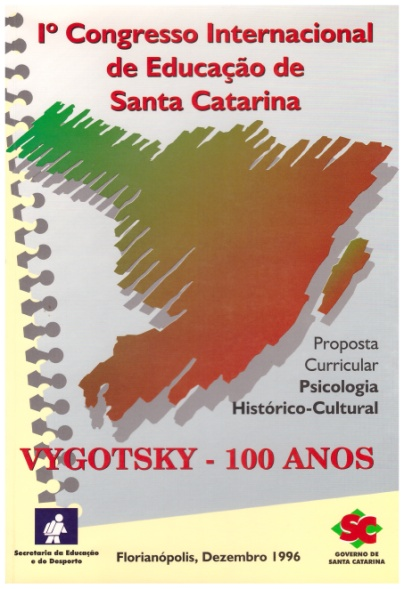 Iº Congresso Internacional
de Educação de
Santa Catarina
Proposta
Curricular
Psicologia
Histórico-Cultural
VYGOTSKY - 100 ANOS
Secretaria da Educação
e do Desporto
Florianópolis, Dezembro 1996
SC
GOVERNO DE
SANTA CATARINA